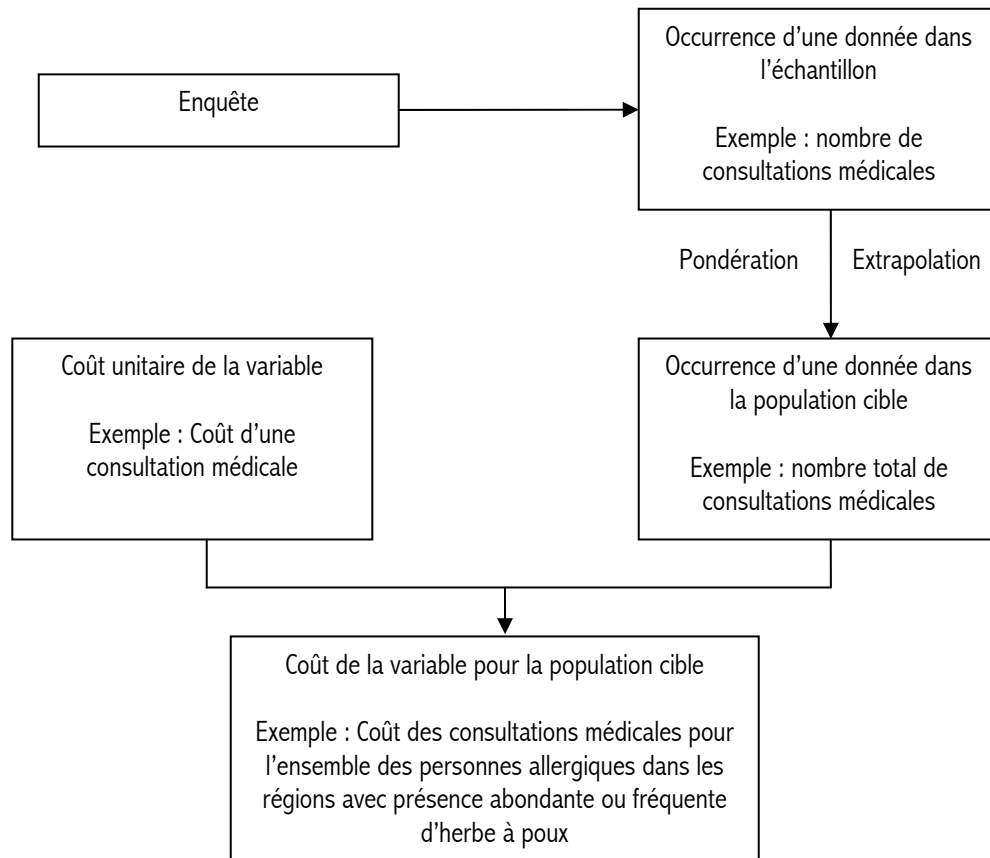 Enquête
Occurrence d’une donnée dans
l’échantillon
Exemple : nombre de
consultations médicales
Pondération
Extrapolation
Coût unitaire de la variable
Exemple : Coût d’une
consultation médicale
Occurrence d’une donnée dans
la population cible
Exemple : nombre total de
consultations médicales
Coût de la variable pour la population cible
Exemple : Coût des consultations médicales pour
l’ensemble des personnes allergiques dans les
régions avec présence abondante ou fréquente
d’herbe à poux